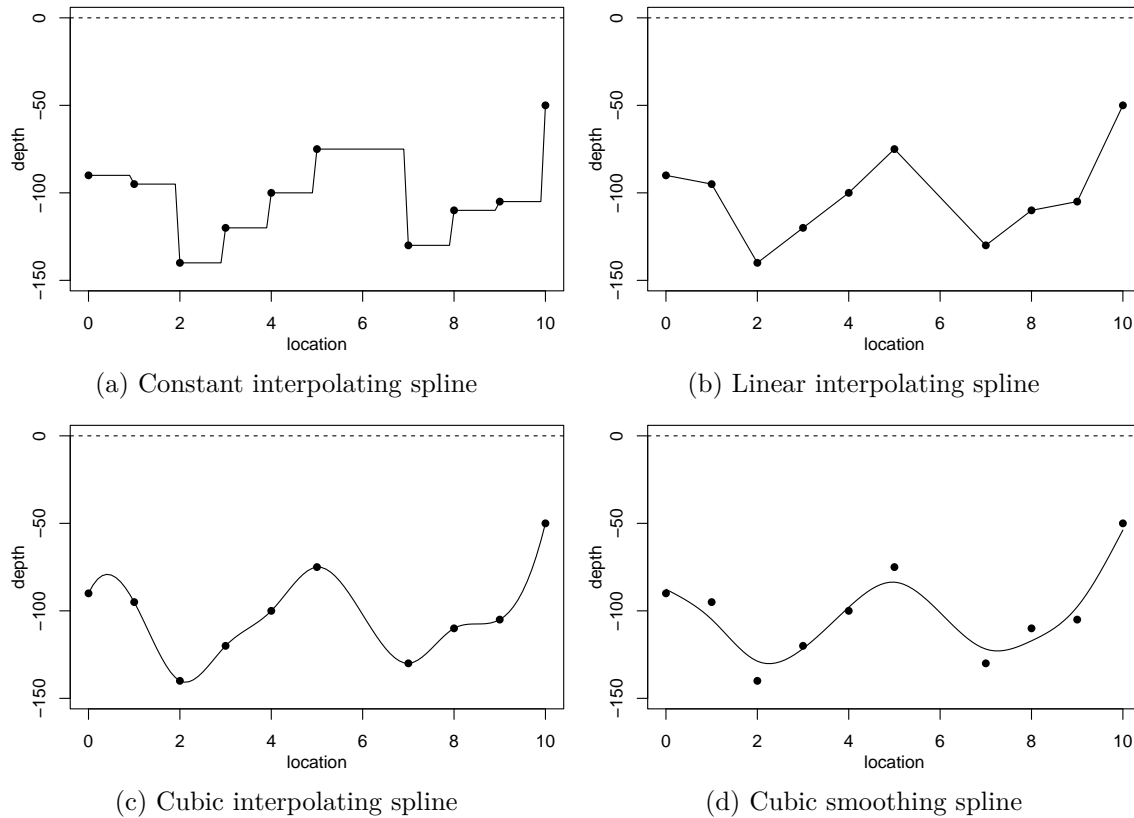 0
−50
−100
−150
depth
0 2 4 6 8 10
location
(a) Constant interpolating spline
0
−50
−100
−150
depth
0 2 4 6 8 10
location
(b) Linear interpolating spline
0
−50
−100
−150
depth
0 2 4 6 8 10
location
(c) Cubic interpolating spline
0
−50
−100
−150
depth
0 2 4 6 8 10
location
(d) Cubic smoothing spline